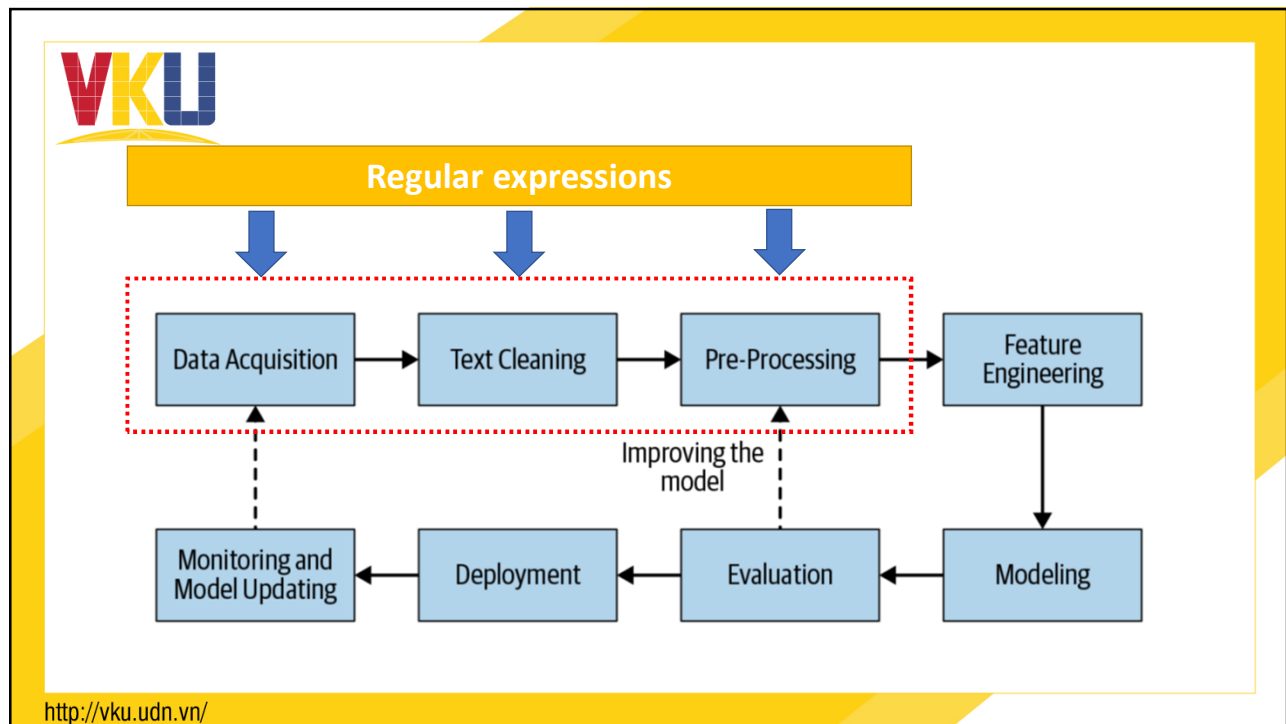 VKU
Regular expressions
Data Acquisition
Text Cleaning
Pre-Processing
Feature
Engineering
Improving the
model
Monitoring and
Model Updating
Deployment
Evaluation
Modeling
http://vku.udn.vn/